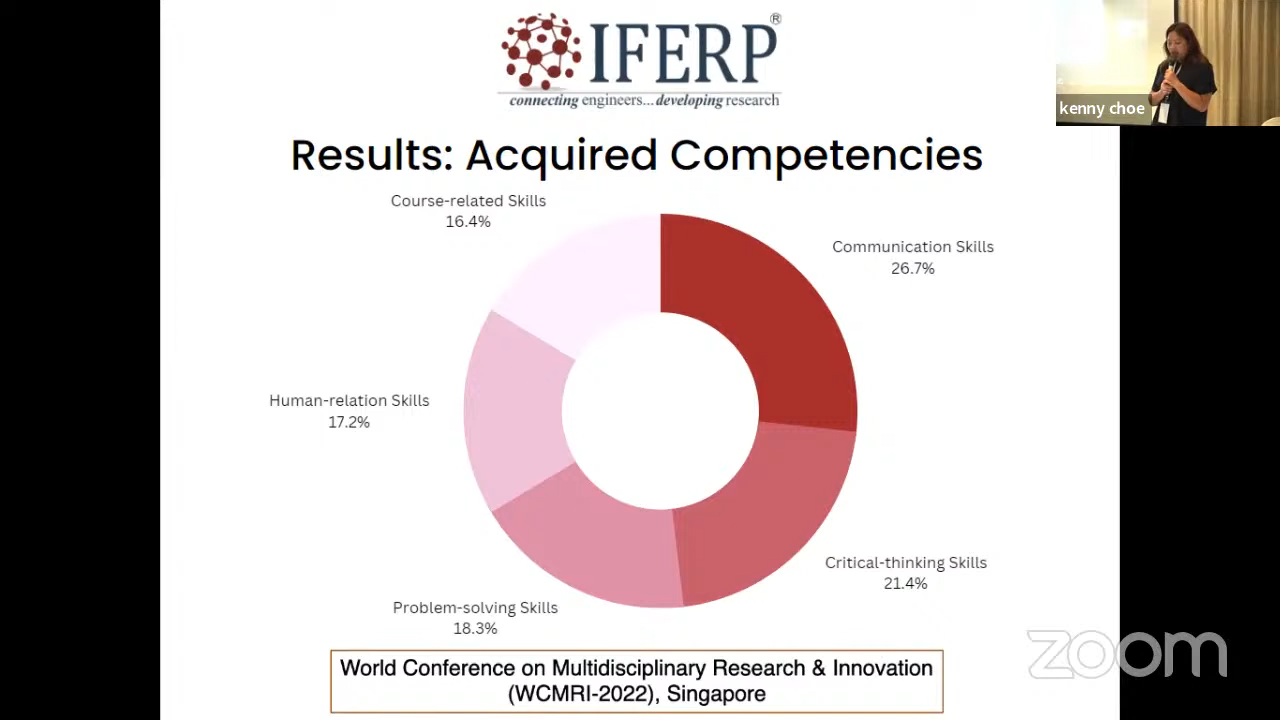 IFERP®
connecting engineers... developing research
kenny choe
Results: Acquired Competencies
Course-related Skills
16.4%
Communication Skills
26.7%
Human-relation Skills
17.2%
Critical-thinking Skills
21.4%
Problem-solving Skills
18.3%
World Conference on Multidisciplinary Research & Innovation
(WCMRI-2022), Singapore
zoom